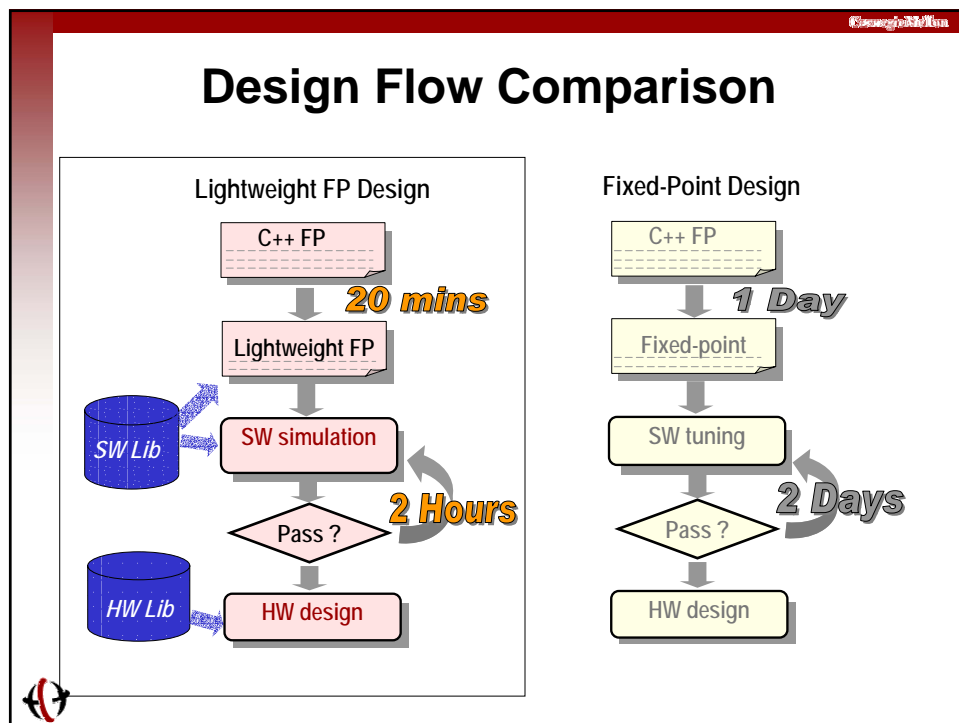 Design Flow Comparison
Lightweight FP Design
C++ FP
20 mins
Lightweight FP
SW Lib
SW simulation
2 Hours
Pass ?
HW Lib
HW design
Fixed-Point Design
C++ FP
1 Day
Fixed-point
SW tuning
2 Days
Pass ?
HW design